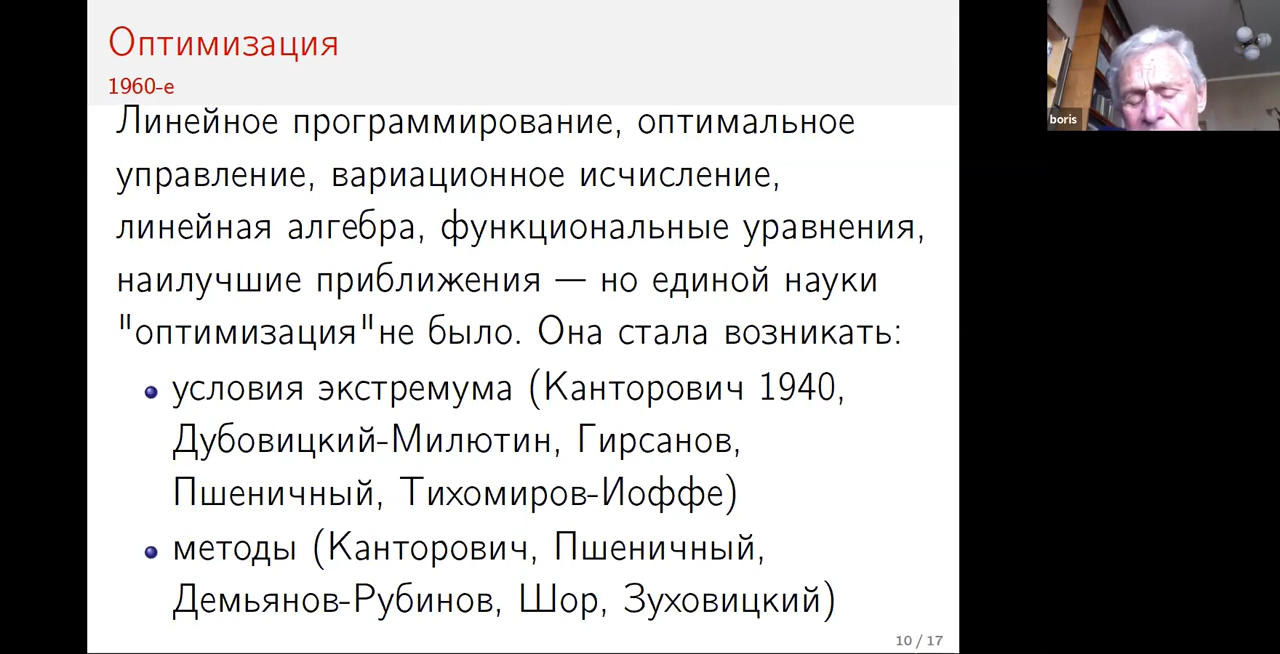 Оптимизация
1960-е
Линейное программирование, оптимальное
управление, вариационное исчисление,
линейная алгебра, функциональные уравнения,
наилучшие приближения — но единой науки
"оптимизация"не было. Она стала возникать:
условия экстремума (Канторович 1940,
Дубовицкий-Милютин, Гирсанов,
Пшеничный, Тихомиров-Иоффе)
методы (Канторович, Пшеничный,
Демьянов-Рубинов, Шор, Зуховицкий)
10 / 17
boris